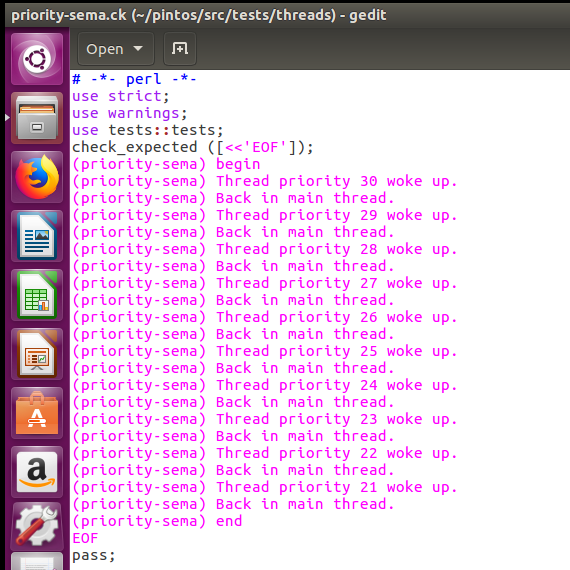 priority-sema.ck (~/pintos/src/tests/threads) - gedit
Open
# -*- perl -*-
use strict;
use warnings;
use tests::tests;
check_expected ([<<'EOF']);
(priority-sema) begin
(priority-sema) Thread priority 30 woke up.
(priority-sema) Back in main thread.
(priority-sema) Thread priority 29 woke up.
(priority-sema) Back in main thread.
(priority-sema) Thread priority 28 woke up.
(priority-sema) Back in main thread.
(priority-sema) Thread priority 27 woke up.
(priority-sema) Back in main thread.
(priority-sema) Thread priority 26 woke up.
(priority-sema) Back in main thread.
(priority-sema) Thread priority 25 woke up.
(priority-sema) Back in main thread.
(priority-sema) Thread priority 24 woke up.
(priority-sema) Back in main thread.
(priority-sema) Thread priority 23 woke up.
(priority-sema) Back in main thread.
(priority-sema) Thread priority 22 woke up.
(priority-sema) Back in main thread.
(priority-sema) Thread priority 21 woke up.
(priority-sema) Back in main thread.
(priority-sema) end
EOF
pass;